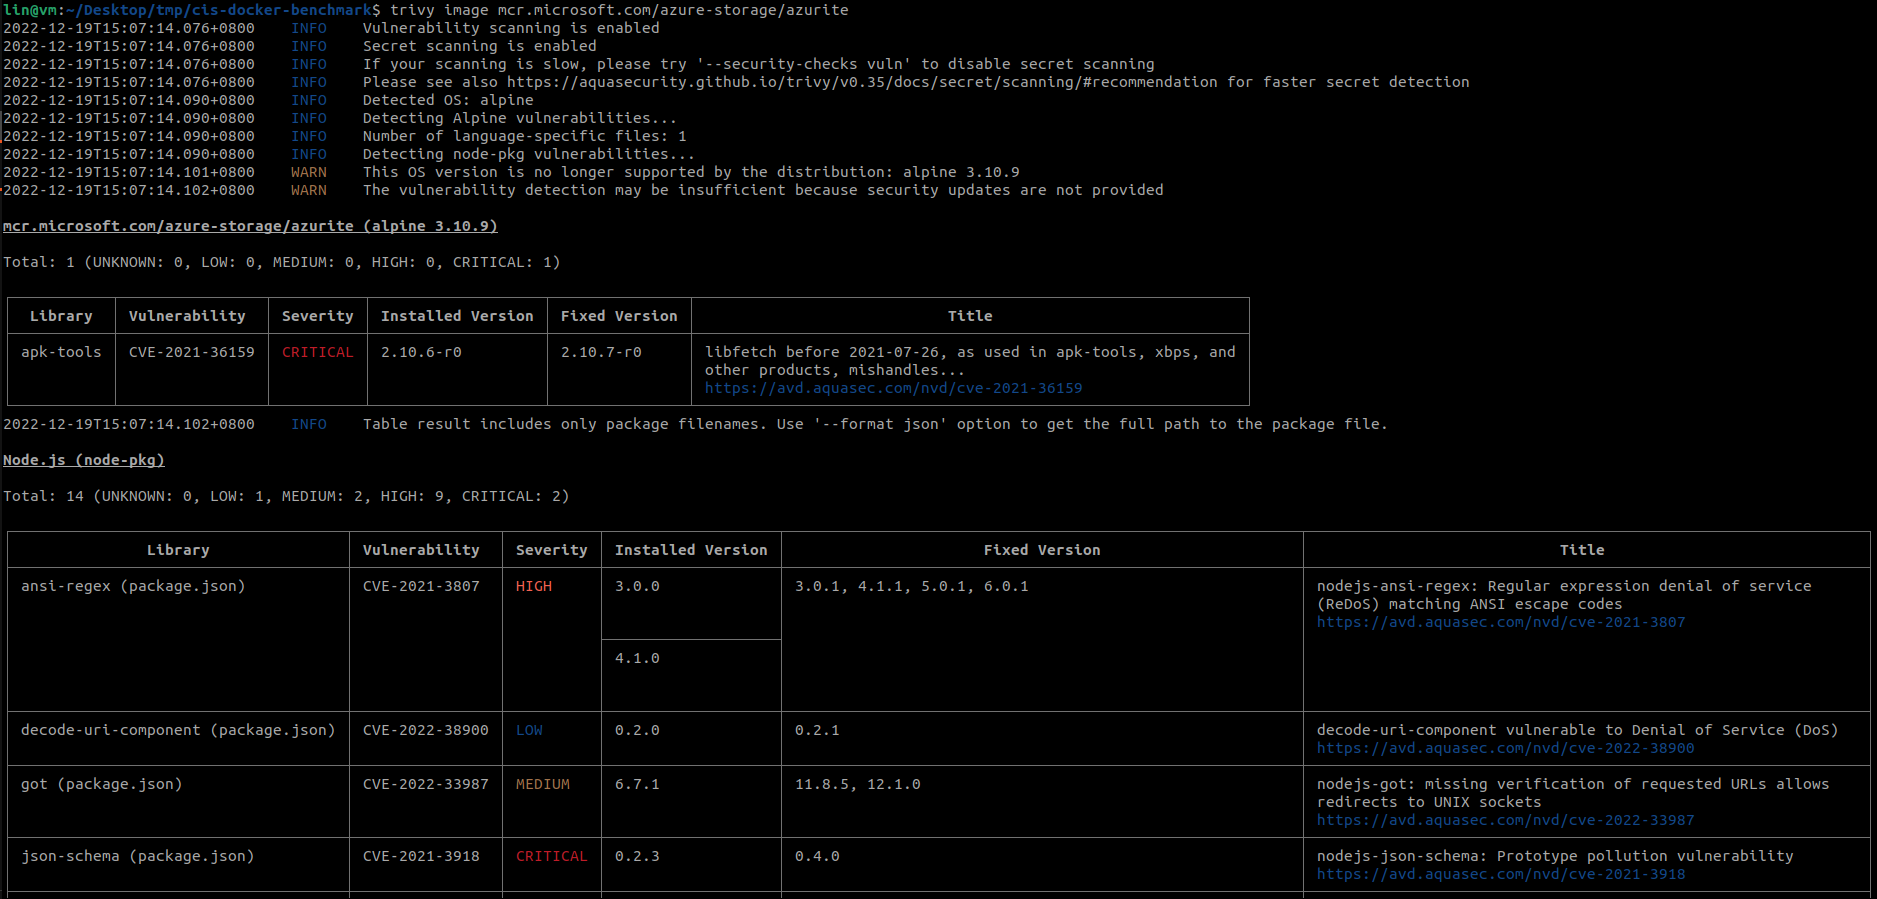 lin@vm:~/Desktop/tmp/cis-docker-benchmark$ trivy image mcr.microsoft.com/azure-storage/azurite
2022-12-19T15:07:14.076+0800 INFO Vulnerability scanning is enabled
2022-12-19T15:07:14.076+0800 INFO Secret scanning is enabled
2022-12-19T15:07:14.076+0800 INFO If your scanning is slow, please try '--security-checks vuln' to disable secret scanning
2022-12-19T15:07:14.076+0800 INFO Please see also https://aquasecurity.github.io/trivy/v0.35/docs/secret/scanning/#recommendation for faster secret detection
2022-12-19T15:07:14.090+0800 INFO Detected OS: alpine
2022-12-19T15:07:14.090+0800 INFO Detecting Alpine vulnerabilities...
2022-12-19T15:07:14.090+0800 INFO Number of language-specific files: 1
2022-12-19T15:07:14.090+0800 INFO Detecting node-pkg vulnerabilities...
2022-12-19T15:07:14.101+0800 WARN This OS version is no longer supported by the distribution: alpine 3.10.9
2022-12-19T15:07:14.102+0800 WARN The vulnerability detection may be insufficient because security updates are not provided
mcr.microsoft.com/azure-storage/azurite (alpine 3.10.9)
Total: 1 (UNKNOWN: 0, LOW: 0, MEDIUM: 0, HIGH: 0, CRITICAL: 1)
Library Vulnerability Severity Installed Version Fixed Version Title
apk-tools CVE-2021-36159 CRITICAL 2.10.6-r0 2.10.7-r0 libfetch before 2021-07-26, as used in apk-tools, xbps, and
other products, mishandles...
https://avd.aquasec.com/nvd/cve-2021-36159
2022-12-19T15:07:14.102+0800 INFO Table result includes only package filenames. Use '--format json' option to get the full path to the package file.
Node.js (node-pkg)
Total: 14 (UNKNOWN: 0, LOW: 1, MEDIUM: 2, HIGH: 9, CRITICAL: 2)
Library Vulnerability Severity Installed Version Fixed Version Title
ansi-regex (package.json) CVE-2021-3807 HIGH 3.0.0 3.0.1, 4.1.1, 5.0.1, 6.0.1 nodejs-ansi-regex: Regular expression denial of service
(ReDoS) matching ANSI escape codes
https://avd.aquasec.com/nvd/cve-2021-3807
4.1.0
decode-uri-component (package.json) CVE-2022-38900 LOW 0.2.0 0.2.1 decode-uri-component vulnerable to Denial of Service (DoS)
https://avd.aquasec.com/nvd/cve-2022-38900
got (package.json) CVE-2022-33987 MEDIUM 6.7.1 11.8.5, 12.1.0 nodejs-got: missing verification of requested URLs allows
redirects to UNIX sockets
https://avd.aquasec.com/nvd/cve-2022-33987
json-schema (package.json) CVE-2021-3918 CRITICAL 0.2.3 0.4.0 nodejs-json-schema: Prototype pollution vulnerability
https://avd.aquasec.com/nvd/cve-2021-3918